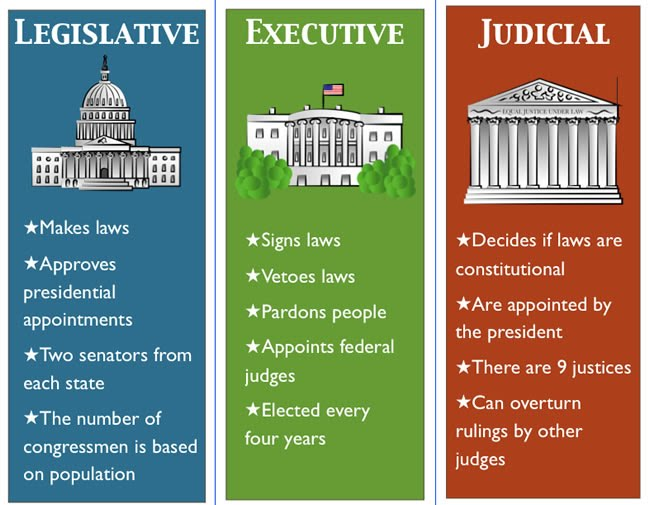 LEGISLATIVE
★Makes laws
★Approves
presidential
appointments
★Two senators from
each state
★The number of
congressmen is based
on population
EXECUTIVE
★Signs laws
★Vetoes laws
★Pardons people
★Appoints federal
judges
★Elected every
four years
JUDICIAL
EQUAL JUSTICE UNDER LAW
★Decides if laws are
constitutional
★Are appointed by
the president
★There are 9 justices
★Can overturn
rulings by other
judges